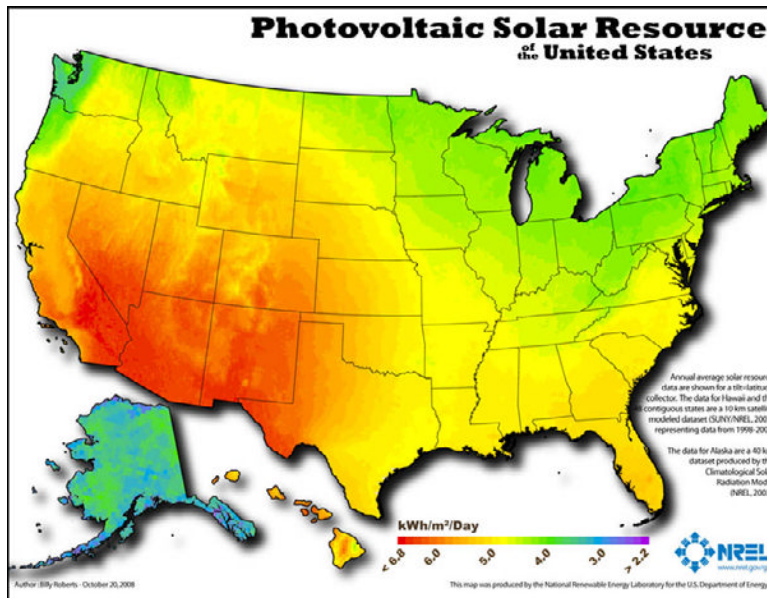 Photovoltaic Solar Resource
of the United States
Annual average solar resour
data are shown for a tilt=latitud
collector. The data for Hawaii and th
48 contiguous states are a 10 km satelli
modeled dataset (SUNY/NREL, 200
representing data from 1998-200
The data for Alaska are a 40 k
dataset produced by th
Climatological Sol
Radiation Mod
(NREL, 200
kWh/m²/Day
< 6.8 6.0 5.0 4.0 3.0 > 2.2
NREL
www.nrel.gov/g
Author : Billy Roberts - October 20, 2008
This map was produced by the National Renewable Energy Laboratory for the U.S. Department of Energy